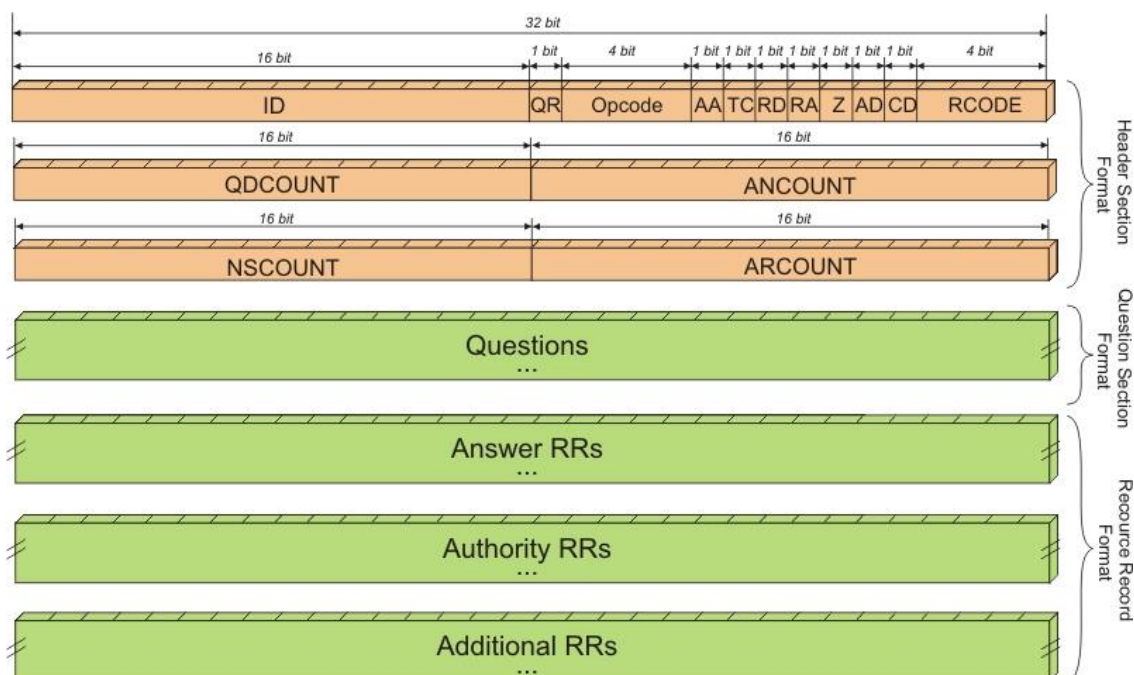 32 bit
16 bit 1 bit 4 bit 1 bit 1 bit 1 bit 1 bit 1 bit 1 bit 1 bit 4 bit
ID QR Opcode AA TC RD RA Z AD CD RCODE
16 bit 16 bit
QDCOUNT ANCOUNT
16 bit 16 bit
NSCOUNT ARCOUNT
Header Section
Format
Questions
...
Question Section
Format
Answer RRs
...
Authority RRs
...
Additional RRs
...
Recource Record
Format